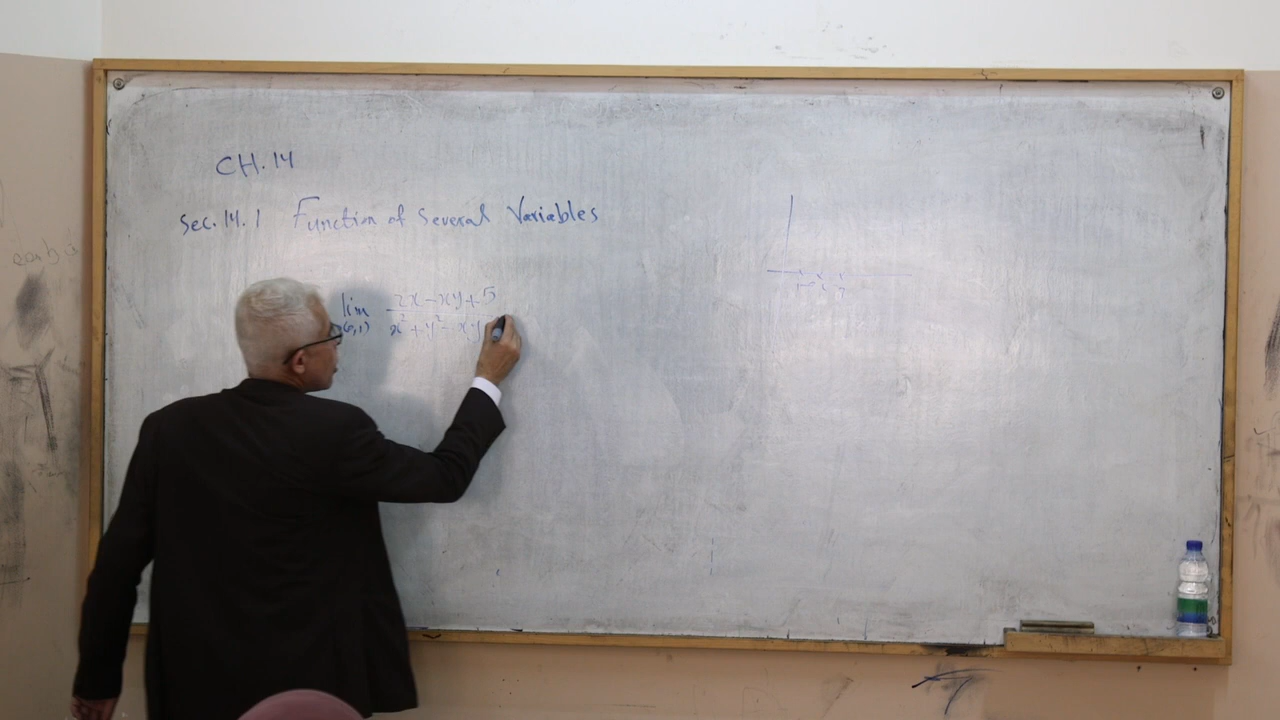 CH.14
Sec. 14.1 Function of Several Variables
lim 2x-xy+5
(0,1) x²+y²-xy